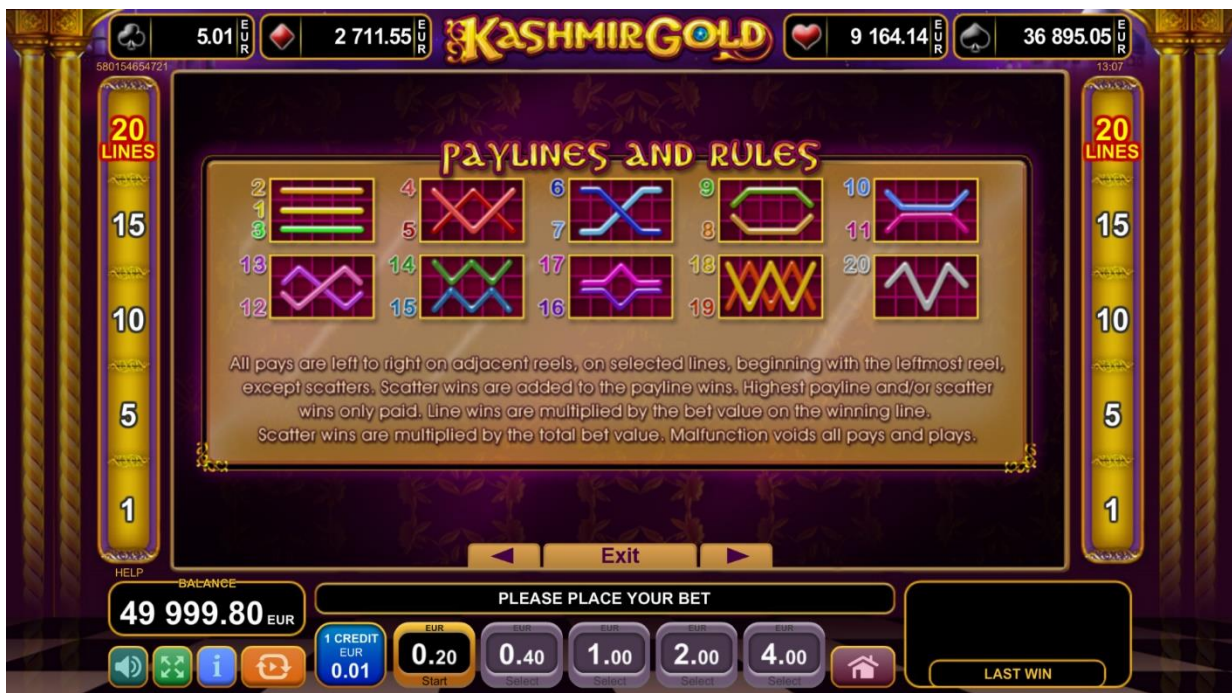 5.01 EUR
2 711.55 EUR
KASHMIR GOLD
9 164.14 EUR
36 895.05 EUR
580154654721
13:07
20
LINES
15
10
5
1
20
LINES
15
10
5
1
PAYLINES AND RULES
2
1
3
4
5
6
7
9
8
10
11
13
12
14
15
17
16
18
19
20
All pays are left to right on adjacent reels, on selected lines, beginning with the leftmost reel,
except scatters. Scatter wins are added to the payline wins. Highest payline and/or scatter
wins only paid. Line wins are multiplied by the bet value on the winning line.
Scatter wins are multiplied by the total bet value. Malfunction voids all pays and plays.
Exit
HELP
BALANCE
49 999.80 EUR
PLEASE PLACE YOUR BET
1 CREDIT
EUR
0.01
EUR
0.20
Start
EUR
0.40
Select
EUR
1.00
Select
EUR
2.00
Select
EUR
4.00
Select
LAST WIN